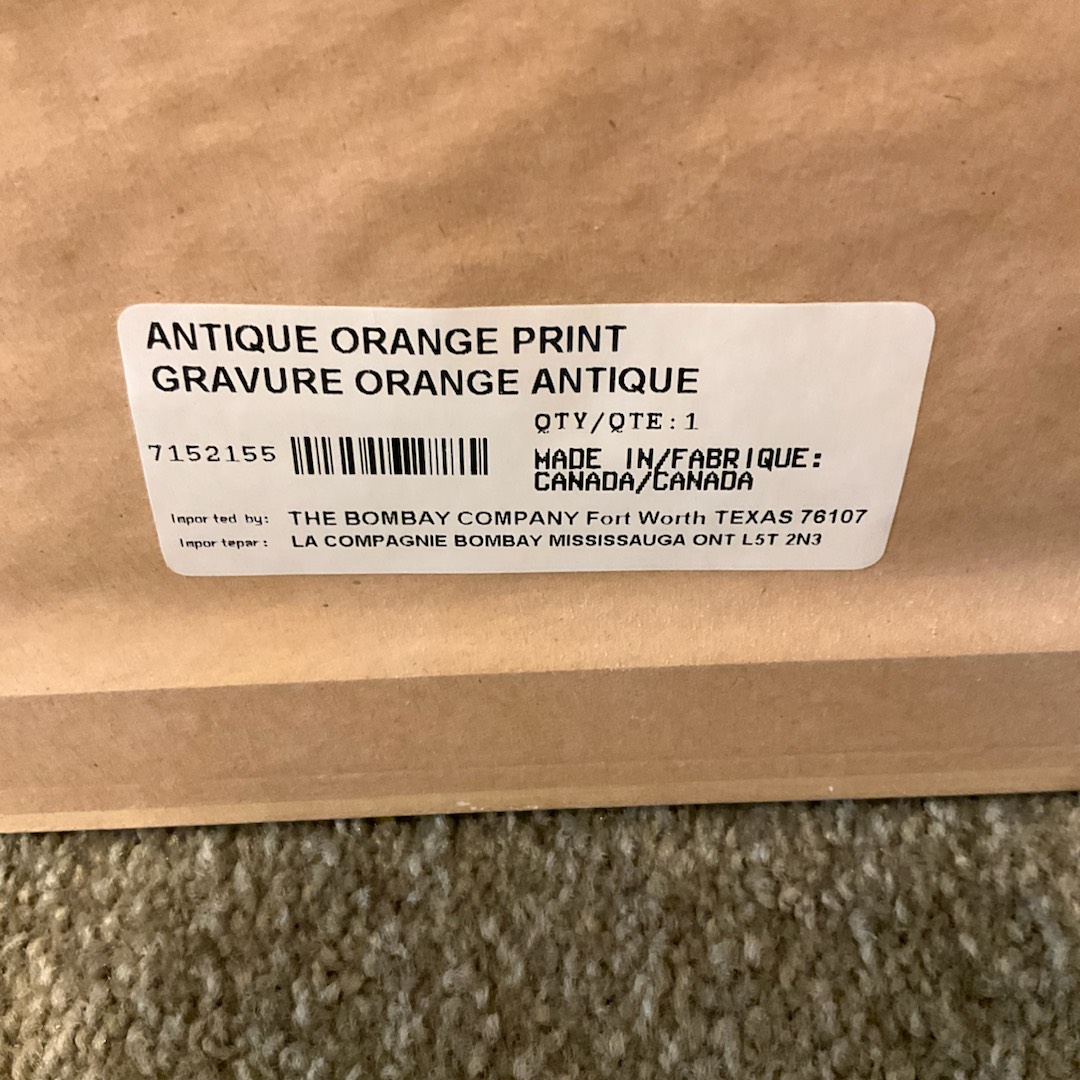 ANTIQUE ORANGE PRINT
GRAVURE ORANGE ANTIQUE
QTY/QTE:1
7152155
MADE IN/FABRIQUE:
CANADA/CANADA
Imported by: THE BOMBAY COMPANY Fort Worth TEXAS 76107
Importepar: LA COMPAGNIE BOMBAY MISSISSAUGA ONT L5T 2N3